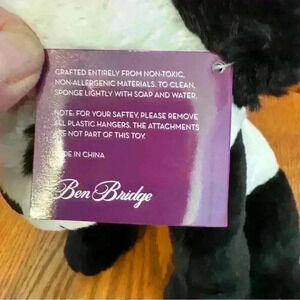 CRAFTED ENTIRELY FROM NON-TOXIC,
NON-ALLERGENIC MATERIALS. TO CLEAN,
SPONGE LIGHTLY WITH SOAP AND WATER.
NOTE: FOR YOUR SAFTEY, PLEASE REMOVE
ALL PLASTIC HANGERS. THE ATTACHMENTS
ARE NOT PART OF THIS TOY.
MADE IN CHINA
Ben Bridge